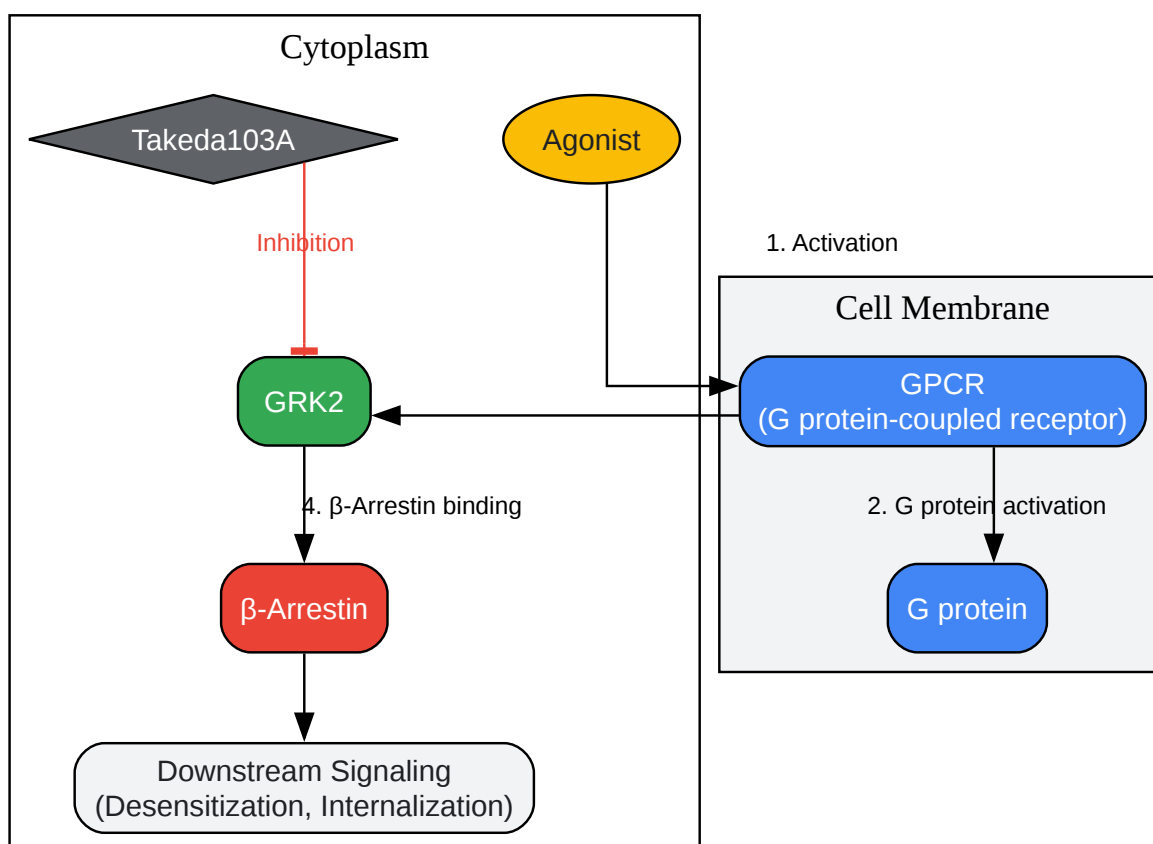 Cytoplasm
Takeda103A
Agonist
Inhibition
1. Activation
Cell Membrane
GRK2
GPCR
(G protein-coupled receptor)
4. β-Arrestin binding
2. G protein activation
β-Arrestin
G protein
Downstream Signaling
(Desensitization, Internalization)